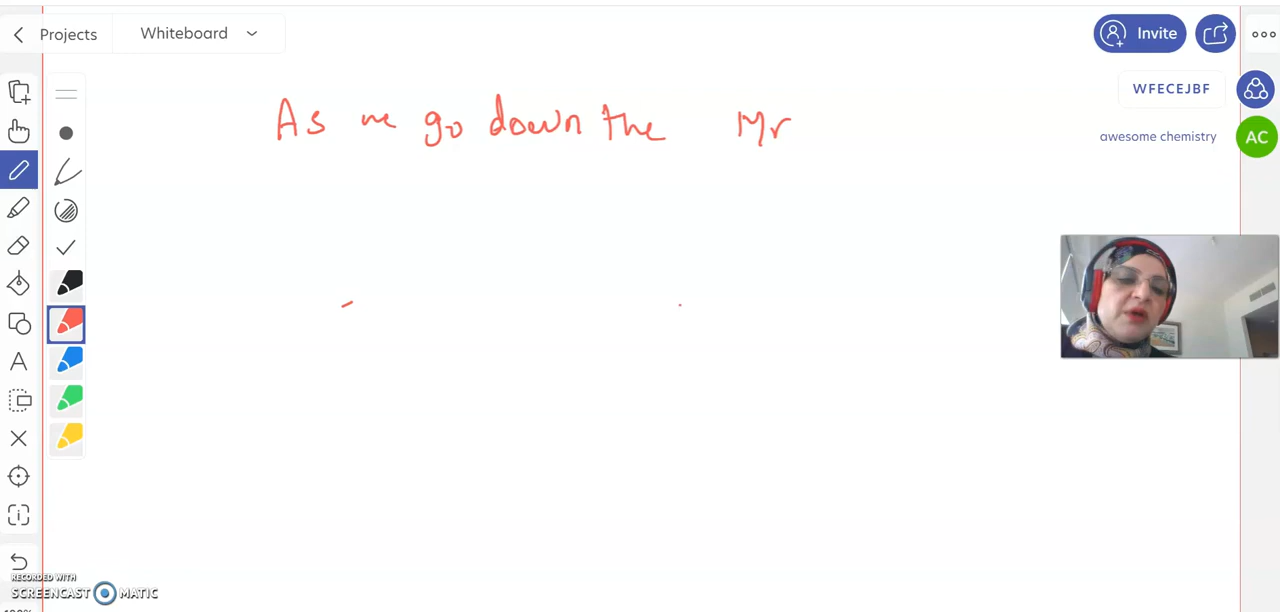 Projects
Whiteboard
Invite
WFECEJBF
awesome chemistry
AC
As we go down the Mr
A
RECORDED WITH
SCREENCAST MATIC